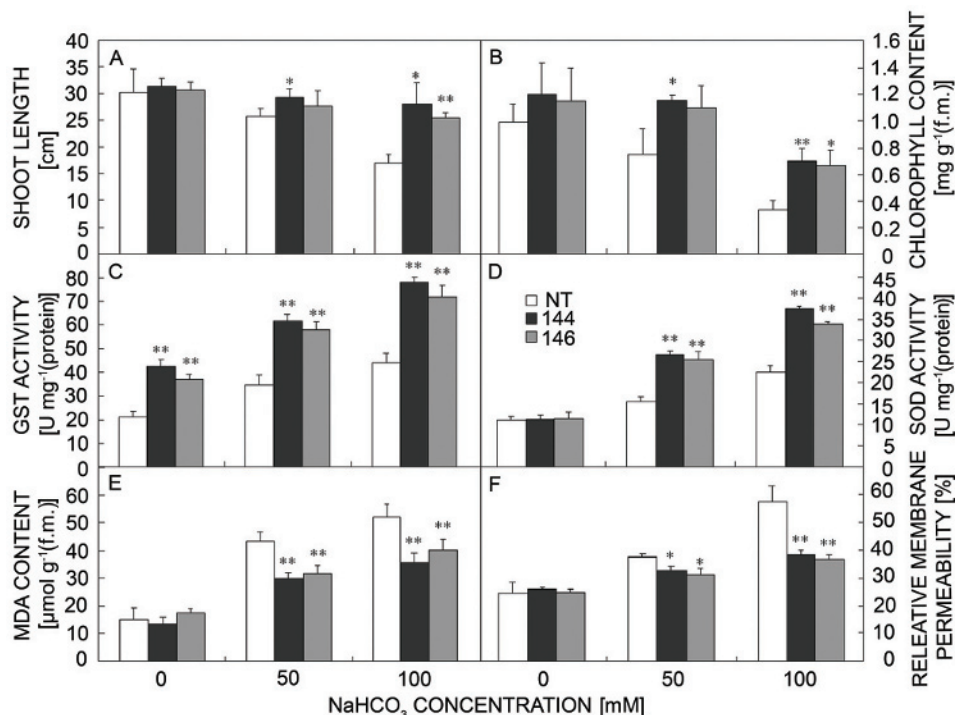 A
B
SHOOT LENGTH
[cm]
40
35
30
25
20
15
10
5
0
* * **
* ** *
1.6
1.4
1.2
1.0
0.8
0.6
0.4
0.2
0
CHLOROPHYLL CONTENT
[mg g⁻¹(f.m.)]
C
D
GST ACTIVITY
[U mg⁻¹(protein)]
80
70
60
50
40
30
20
10
0
** ** ** ** ** **
NT
144
146
** ** ** **
45
40
35
30
25
20
15
10
5
0
SOD ACTIVITY
[U mg⁻¹(protein)]
E
F
MDA CONTENT
[µmol g⁻¹(f.m.)]
60
50
40
30
20
10
0
** ** ** **
* * ** **
60
50
40
30
20
10
0
RELEATIVE MEMBRANE
PERMEABILITY [%]
0 50 100 0 50 100
NaHCO₃ CONCENTRATION [mM]